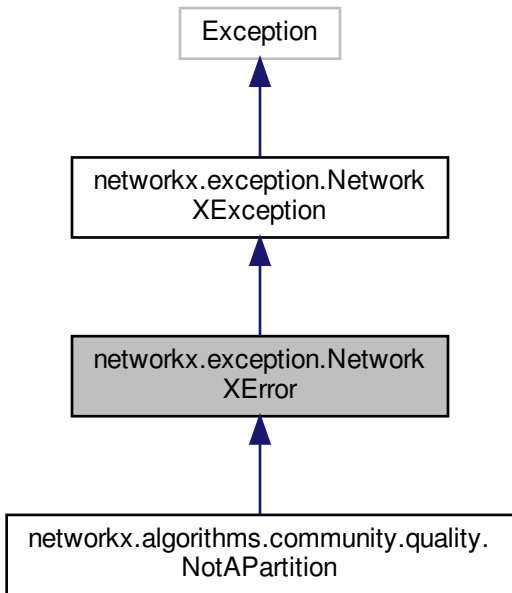 Exception
networkx.exception.Network
XException
networkx.exception.Network
XError
networkx.algorithms.community.quality.
NotAPartition